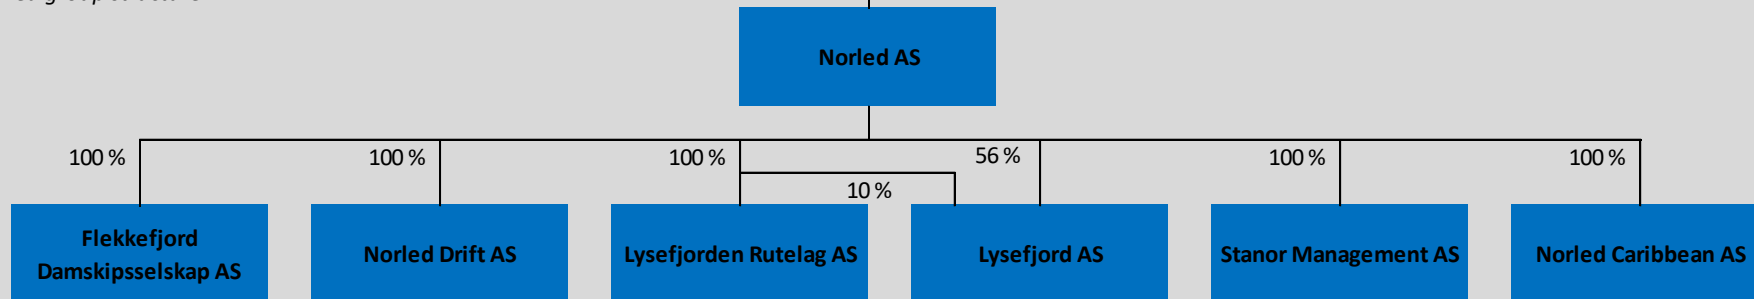 Norled AS
100 %
100 %
100 %
56 %
100 %
100 %
10 %
Flekkefjord
Damskipsselskap AS
Norled Drift AS
Lysefjorden Rutelag AS
Lysefjord AS
Stanor Management AS
Norled Caribbean AS